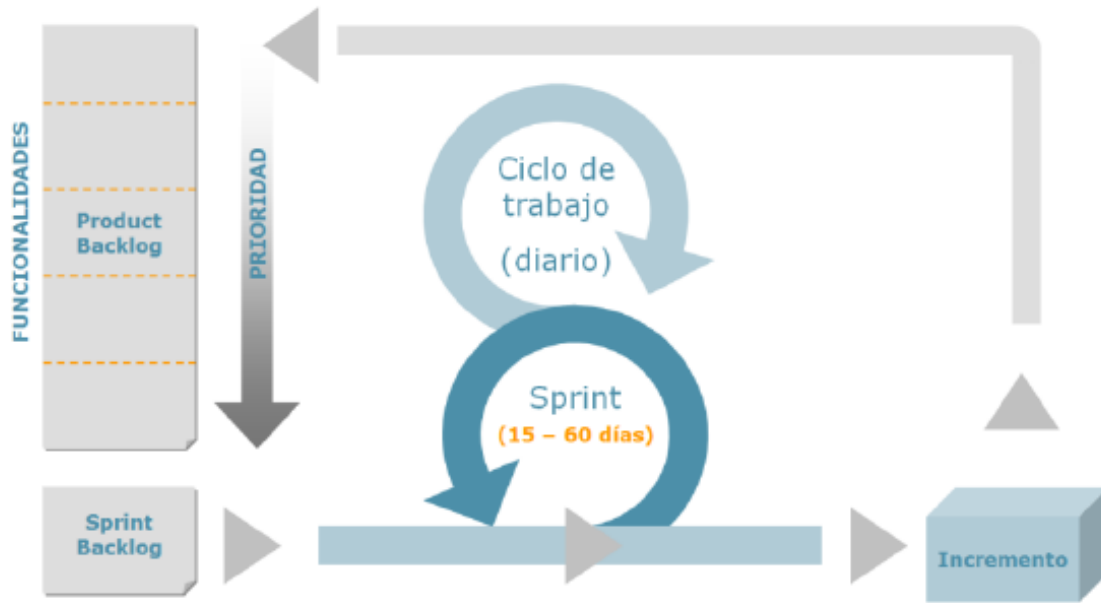 FUNCIONALIDADES
Product
Backlog
PRIORIDAD
Ciclo de
trabajo
(diario)
Sprint
(15 – 60 días)
Sprint
Backlog
Incremento